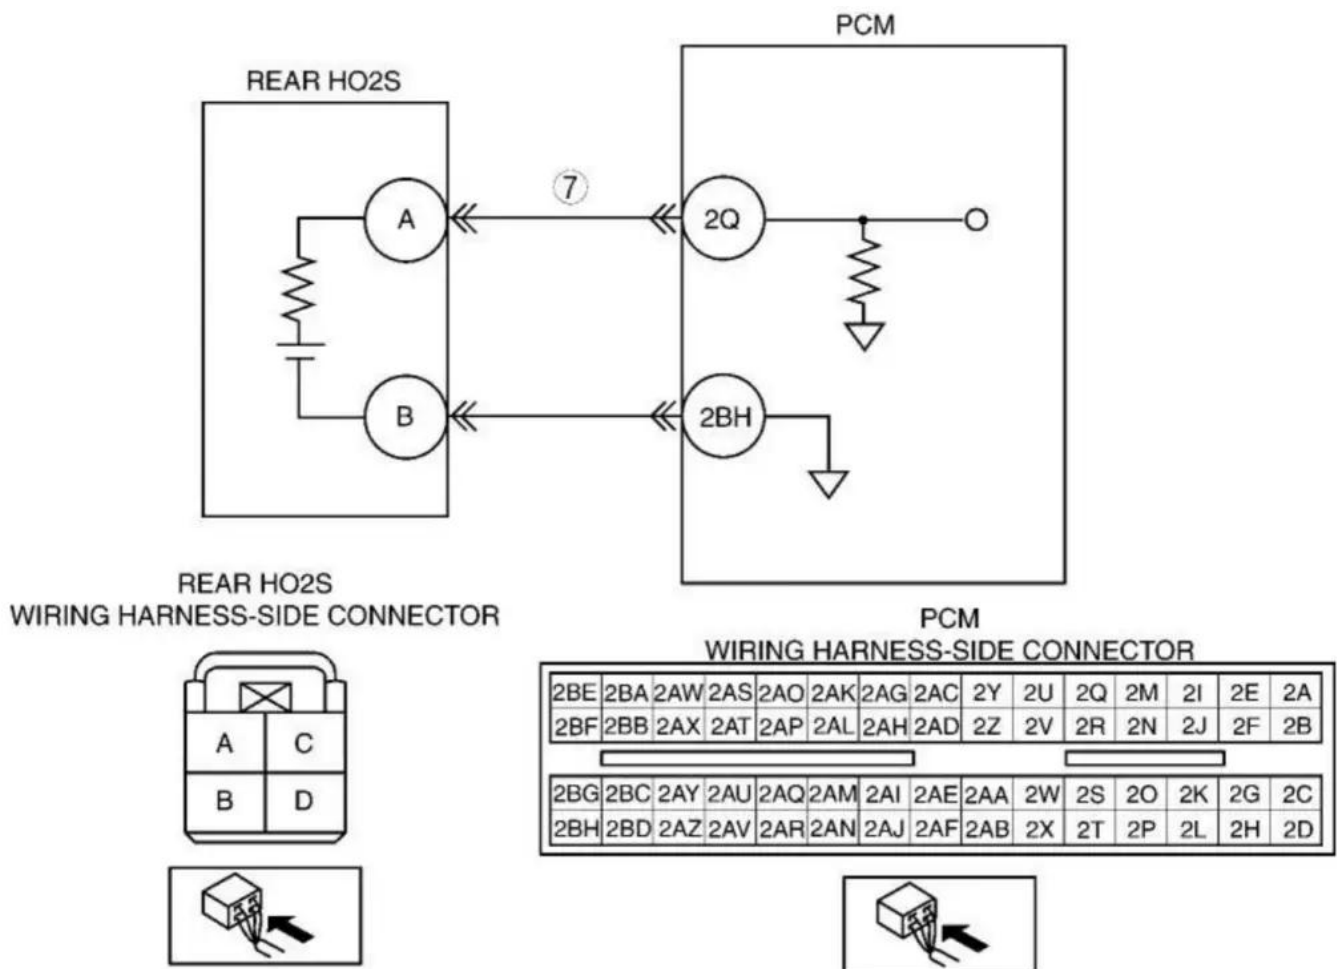 PCM
REAR HO2S
⑦
A
2Q
B
2BH
REAR HO2S
WIRING HARNESS-SIDE CONNECTOR
A C
B D
PCM
WIRING HARNESS-SIDE CONNECTOR
2BE 2BA 2AW 2AS 2AO 2AK 2AG 2AC 2Y 2U 2Q 2M 2I 2E 2A
2BF 2BB 2AX 2AT 2AP 2AL 2AH 2AD 2Z 2V 2R 2N 2J 2F 2B
2BG 2BC 2AY 2AU 2AQ 2AM 2AI 2AE 2AA 2W 2S 2O 2K 2G 2C
2BH 2BD 2AZ 2AV 2AR 2AN 2AJ 2AF 2AB 2X 2T 2P 2L 2H 2D